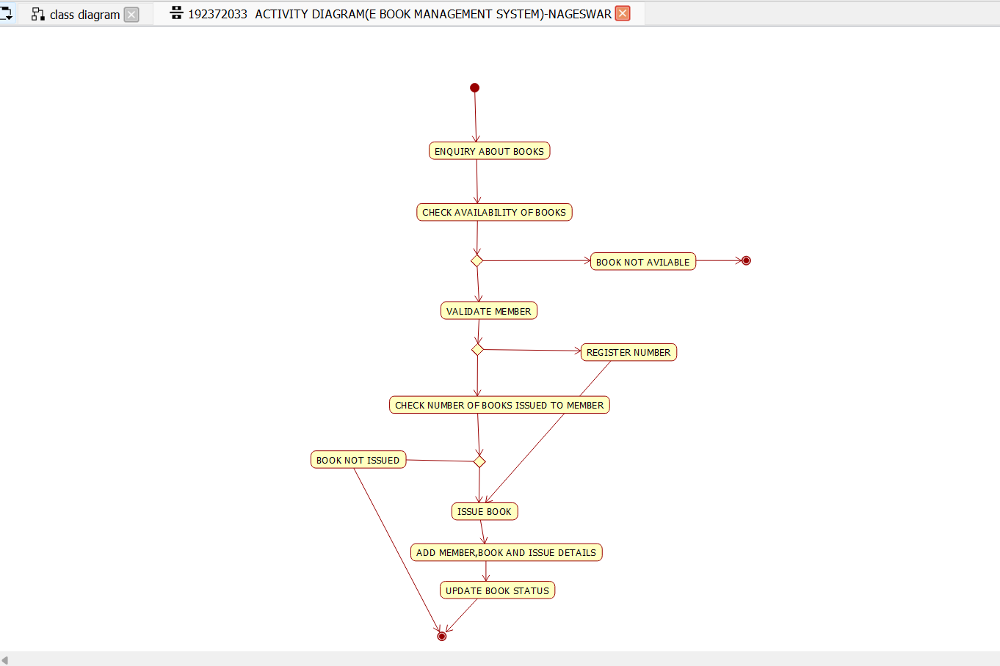 class diagram
192372033 ACTIVITY DIAGRAM(E BOOK MANAGEMENT SYSTEM)-NAGESWAR
ENQUIRY ABOUT BOOKS
CHECK AVAILABILITY OF BOOKS
BOOK NOT AVILABLE
VALIDATE MEMBER
REGISTER NUMBER
CHECK NUMBER OF BOOKS ISSUED TO MEMBER
BOOK NOT ISSUED
ISSUE BOOK
ADD MEMBER,BOOK AND ISSUE DETAILS
UPDATE BOOK STATUS